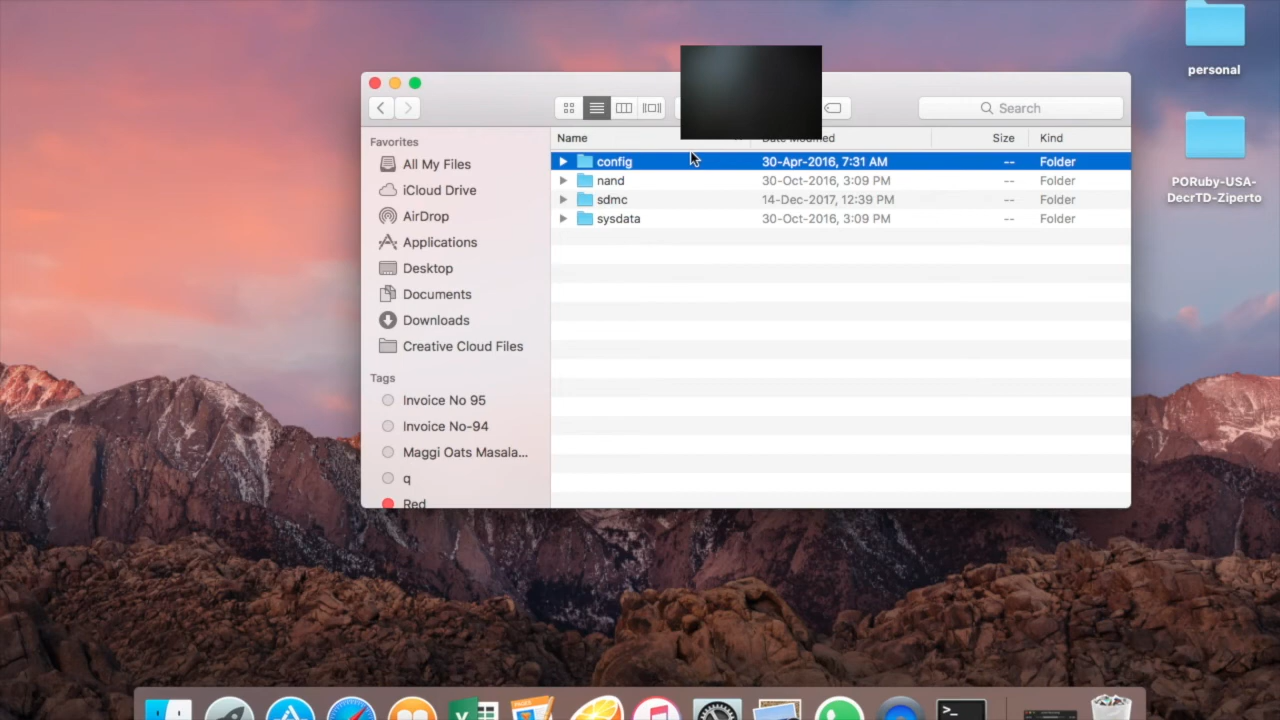 personal
PORuby-USA-
DecrTD-Ziperto
Search
Favorites
All My Files
iCloud Drive
AirDrop
Applications
Desktop
Documents
Downloads
Creative Cloud Files
Tags
Invoice No 95
Invoice No-94
Maggi Oats Masala...
q
Red
Name Date Modified Size Kind
config 30-Apr-2016, 7:31 AM -- Folder
nand 30-Oct-2016, 3:09 PM -- Folder
sdmc 14-Dec-2017, 12:39 PM -- Folder
sysdata 30-Oct-2016, 3:09 PM -- Folder
PAGES
>_